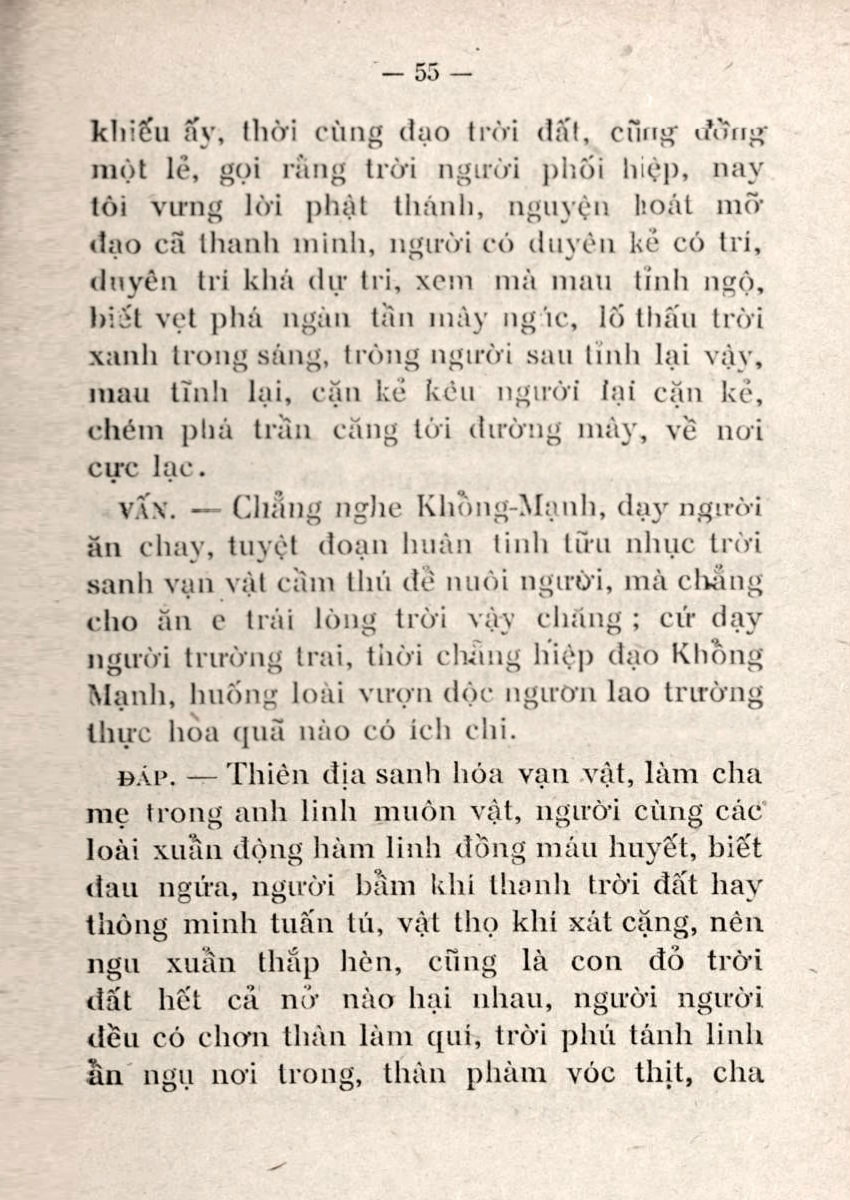 — 55 —
khiếu ấy, thời cùng đạo trời đất, cũng đồng
một lẻ, gọi rằng trời người phối hiệp, nay
tôi vưng lời phật thánh, nguyện hoát mỡ
đạo cã thanh minh, người có duyên kẻ có trí,
duyên trí khá dự tri, xem mà mau tỉnh ngộ,
biết vẹt phá ngàn tần mây ngúc, lố thấu trời
xanh trong sáng, tròng người sau tỉnh lại vậy,
mau tĩnh lại, cặn kẻ kêu người lại cặn kẻ,
chém phá trần căng tới đường mây, về nơi
cực lạc.
VẤN. — Chẳng nghe Khổng-Mạnh, dạy người
ăn chay, tuyệt đoạn huân tinh tữu nhục trời
sanh vạn vật cầm thú để nuôi người, mà chẳng
cho ăn e trái lòng trời vậy chăng ; cứ dạy
người trường trai, thời chẳng hiệp đạo Khổng
Mạnh, huống loài vượn dộc ngươn lao trường
thực hòa quã nào có ích chi.
ĐÁP. — Thiên địa sanh hóa vạn vật, làm cha
mẹ trong anh linh muôn vật, người cùng các
loài xuẩn động hàm linh đồng máu huyết, biết
đau ngứa, người bẩm khí thanh trời đất hay
thông minh tuấn tú, vật thọ khí xát cặng, nên
ngu xuẩn thắp hèn, cũng là con đỏ trời
đất hết cả nở nào hại nhau, người người
đều có chơn thân làm quí, trời phú tánh linh
ẩn ngụ nơi trong, thân phàm vóc thịt, cha